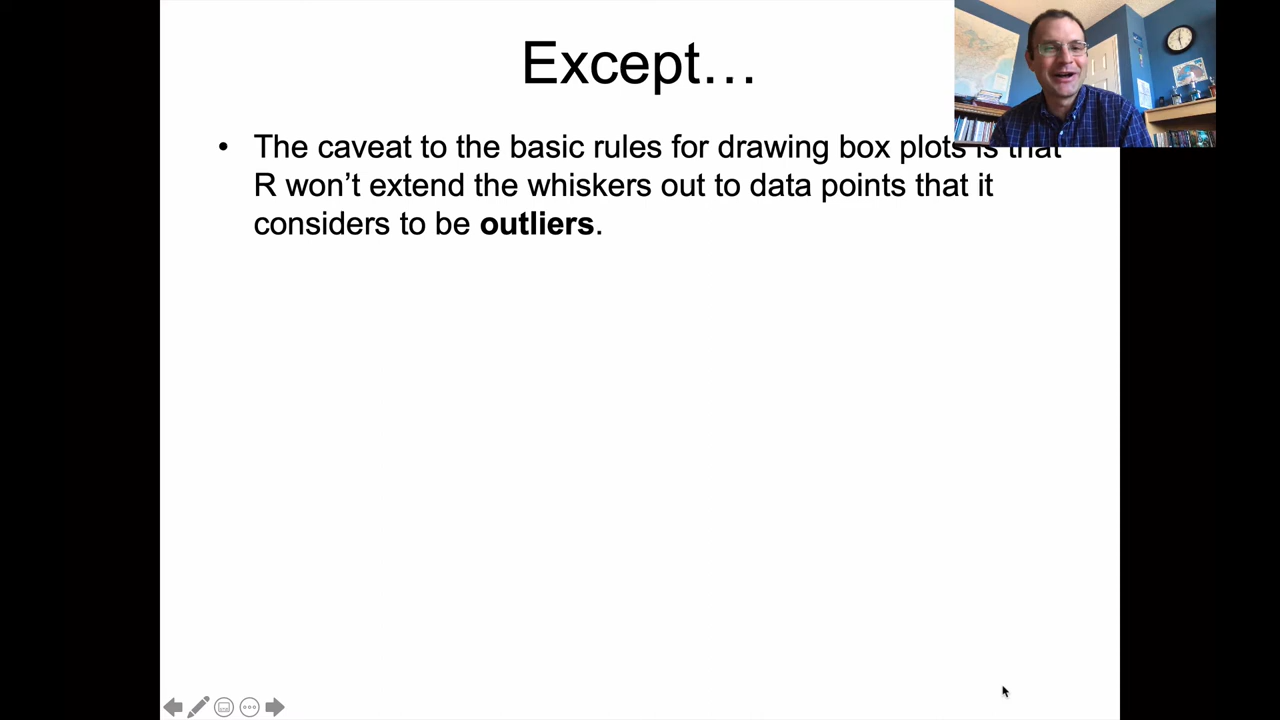 Except…
• The caveat to the basic rules for drawing box plots is that
R won’t extend the whiskers out to data points that it
considers to be outliers.